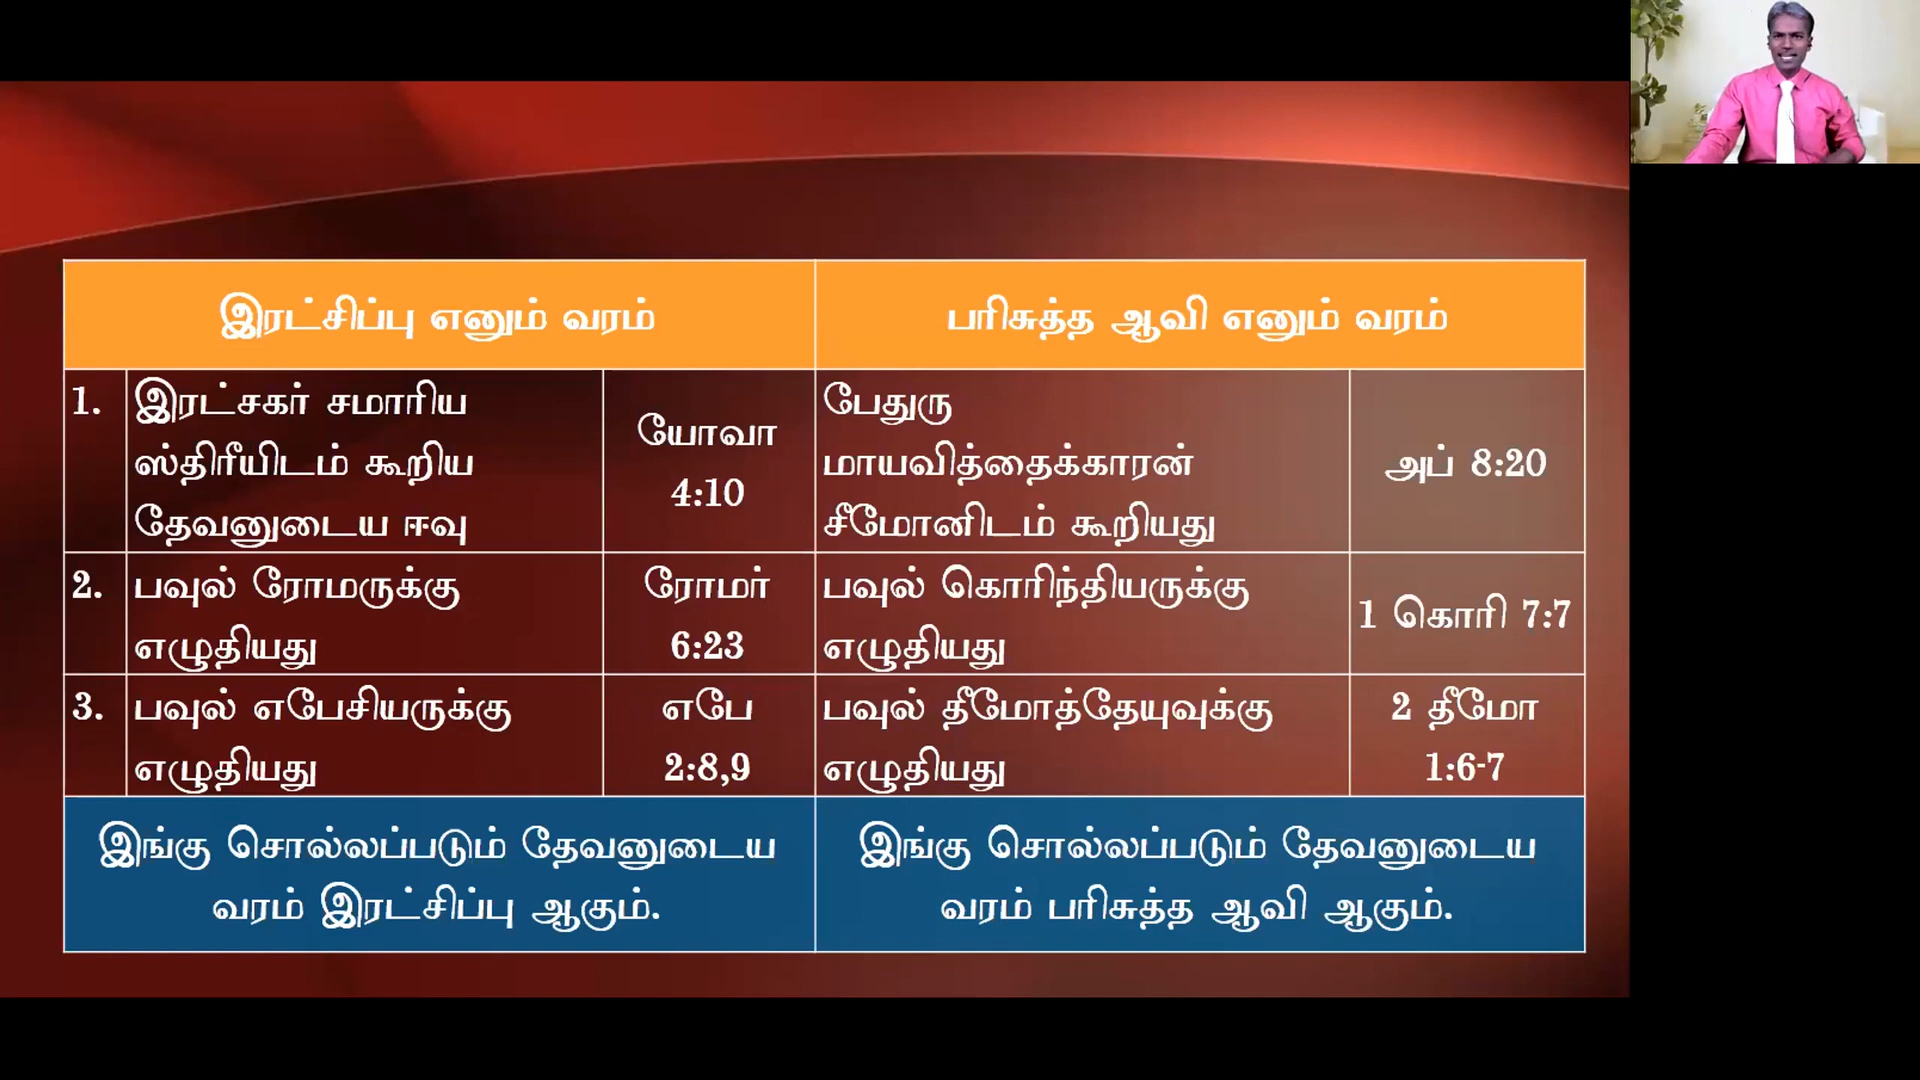 இரட்சிப்பு எனும் வரம்
பரிசுத்த ஆவி எனும் வரம்
1.
இரட்சகர் சமாரிய
ஸ்திரீயிடம் கூறிய
தேவனுடைய ஈவு
யோவா
4:10
பேதுரு
மாயவித்தைக்காரன்
சீமோனிடம் கூறியது
அப் 8:20
2.
பவுல் ரோமருக்கு
எழுதியது
ரோமர்
6:23
பவுல் கொரிந்தியருக்கு
எழுதியது
1 கொரி 7:7
3.
பவுல் எபேசியருக்கு
எழுதியது
எபே
2:8,9
பவுல் தீமோத்தேயுவுக்கு
எழுதியது
2 தீமோ
1:6-7
இங்கு சொல்லப்படும் தேவனுடைய
வரம் இரட்சிப்பு ஆகும்.
இங்கு சொல்லப்படும் தேவனுடைய
வரம் பரிசுத்த ஆவி ஆகும்.